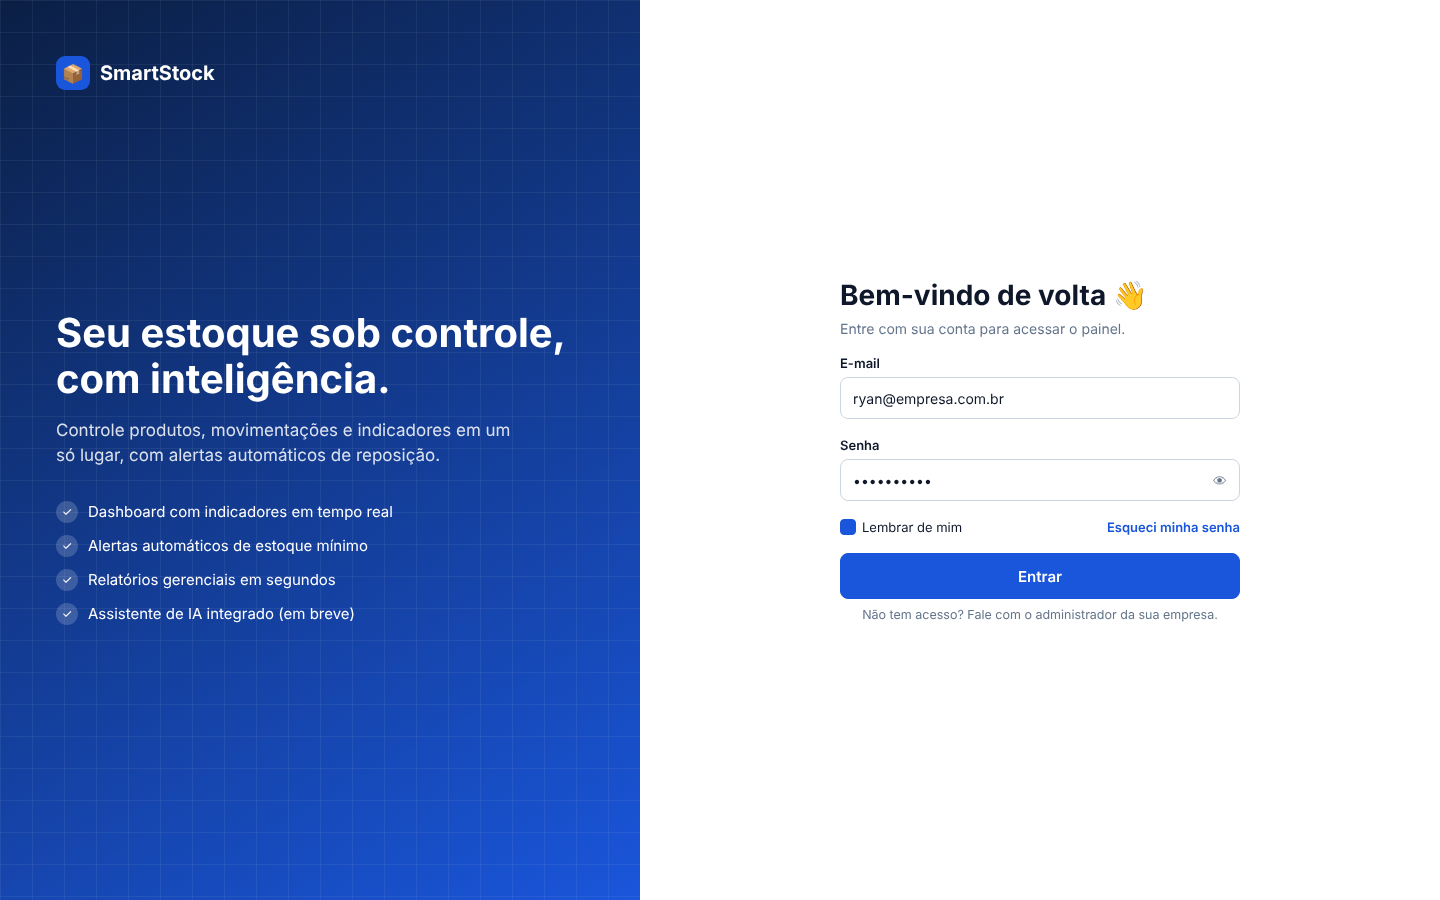 SmartStock
Seu estoque sob controle,
com inteligência.
Controle produtos, movimentações e indicadores em um
só lugar, com alertas automáticos de reposição.
Dashboard com indicadores em tempo real
Alertas automáticos de estoque mínimo
Relatórios gerenciais em segundos
Assistente de IA integrado (em breve)
Bem-vindo de volta 👋
Entre com sua conta para acessar o painel.
E-mail
ryan@empresa.com.br
Senha
••••••••••
Lembrar de mim
Esqueci minha senha
Entrar
Não tem acesso? Fale com o administrador da sua empresa.